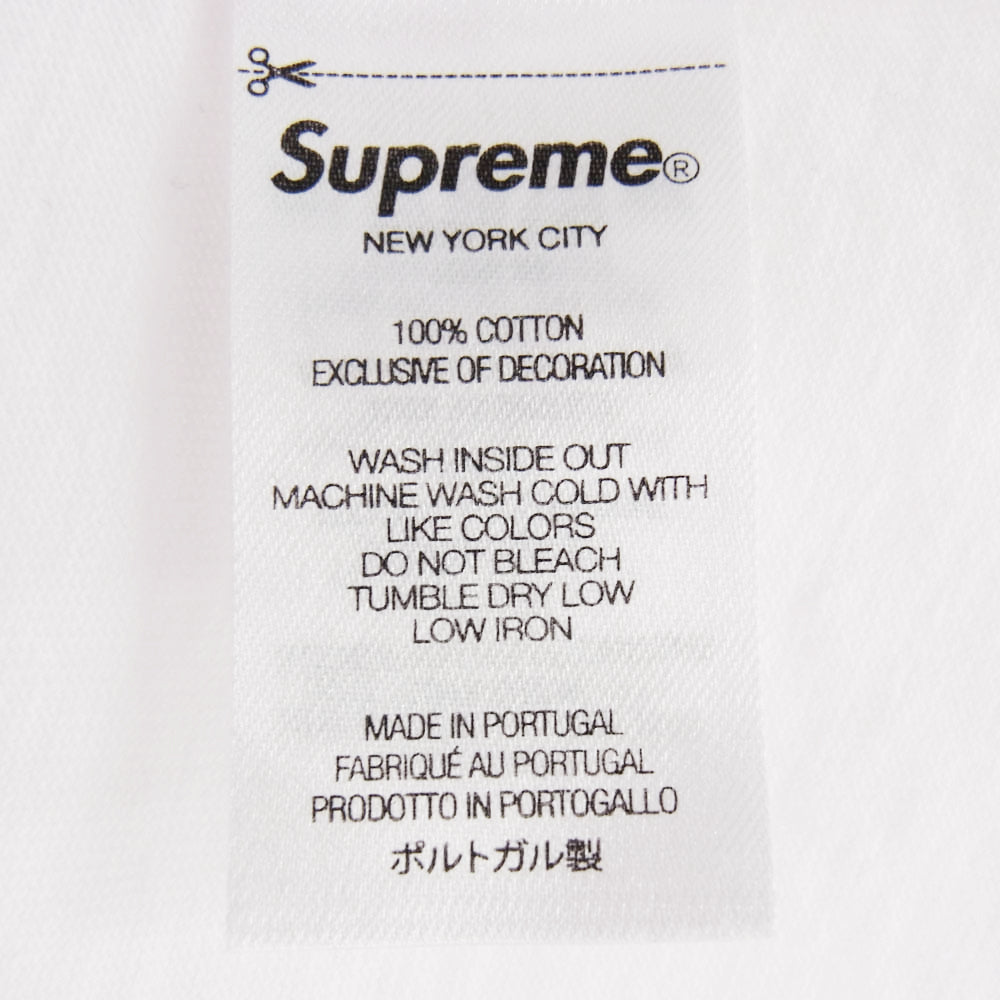 Supreme®
NEW YORK CITY
100% COTTON
EXCLUSIVE OF DECORATION
WASH INSIDE OUT
MACHINE WASH COLD WITH
LIKE COLORS
DO NOT BLEACH
TUMBLE DRY LOW
LOW IRON
MADE IN PORTUGAL
FABRIQUÉ AU PORTUGAL
PRODOTTO IN PORTOGALLO
ポルトガル製